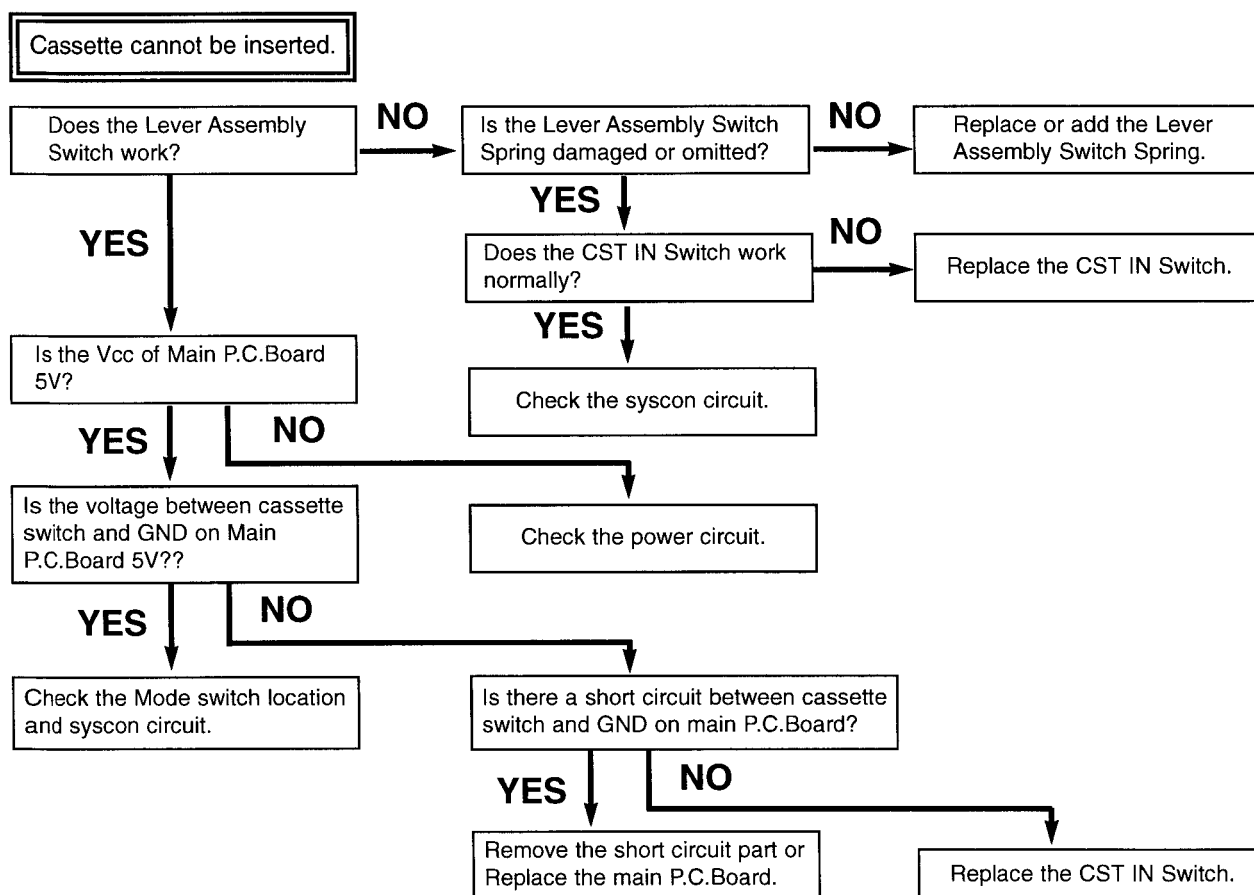 Cassette cannot be inserted.
Does the Lever Assembly
Switch work?
NO
Is the Lever Assembly Switch
Spring damaged or omitted?
NO
Replace or add the Lever
Assembly Switch Spring.
YES
YES
Does the CST IN Switch work
normally?
NO
Replace the CST IN Switch.
YES
Is the Vcc of Main P.C.Board
5V?
Check the syscon circuit.
YES
NO
Is the voltage between cassette
switch and GND on Main
P.C.Board 5V??
Check the power circuit.
YES
NO
Check the Mode switch location
and syscon circuit.
Is there a short circuit between cassette
switch and GND on main P.C.Board?
YES
NO
Remove the short circuit part or
Replace the main P.C.Board.
Replace the CST IN Switch.